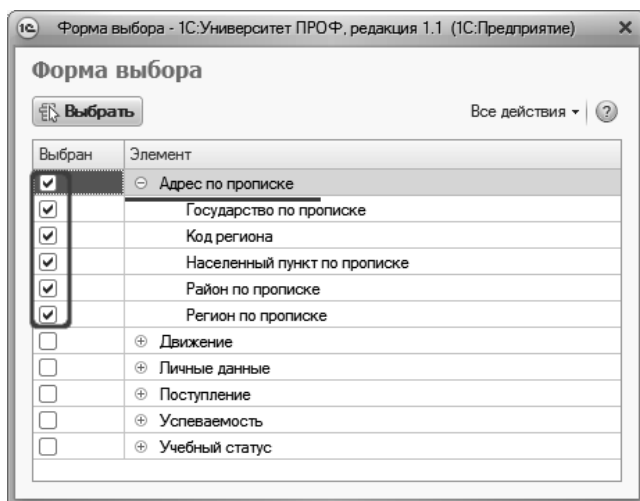 1С Форма выбора - 1С:Университет ПРОФ, редакция 1.1 (1С:Предприятие)
Форма выбора
Выбрать Все действия ?
Выбран Элемент
Адрес по прописке
Государство по прописке
Код региона
Населенный пункт по прописке
Район по прописке
Регион по прописке
Движение
Личные данные
Поступление
Успеваемость
Учебный статус